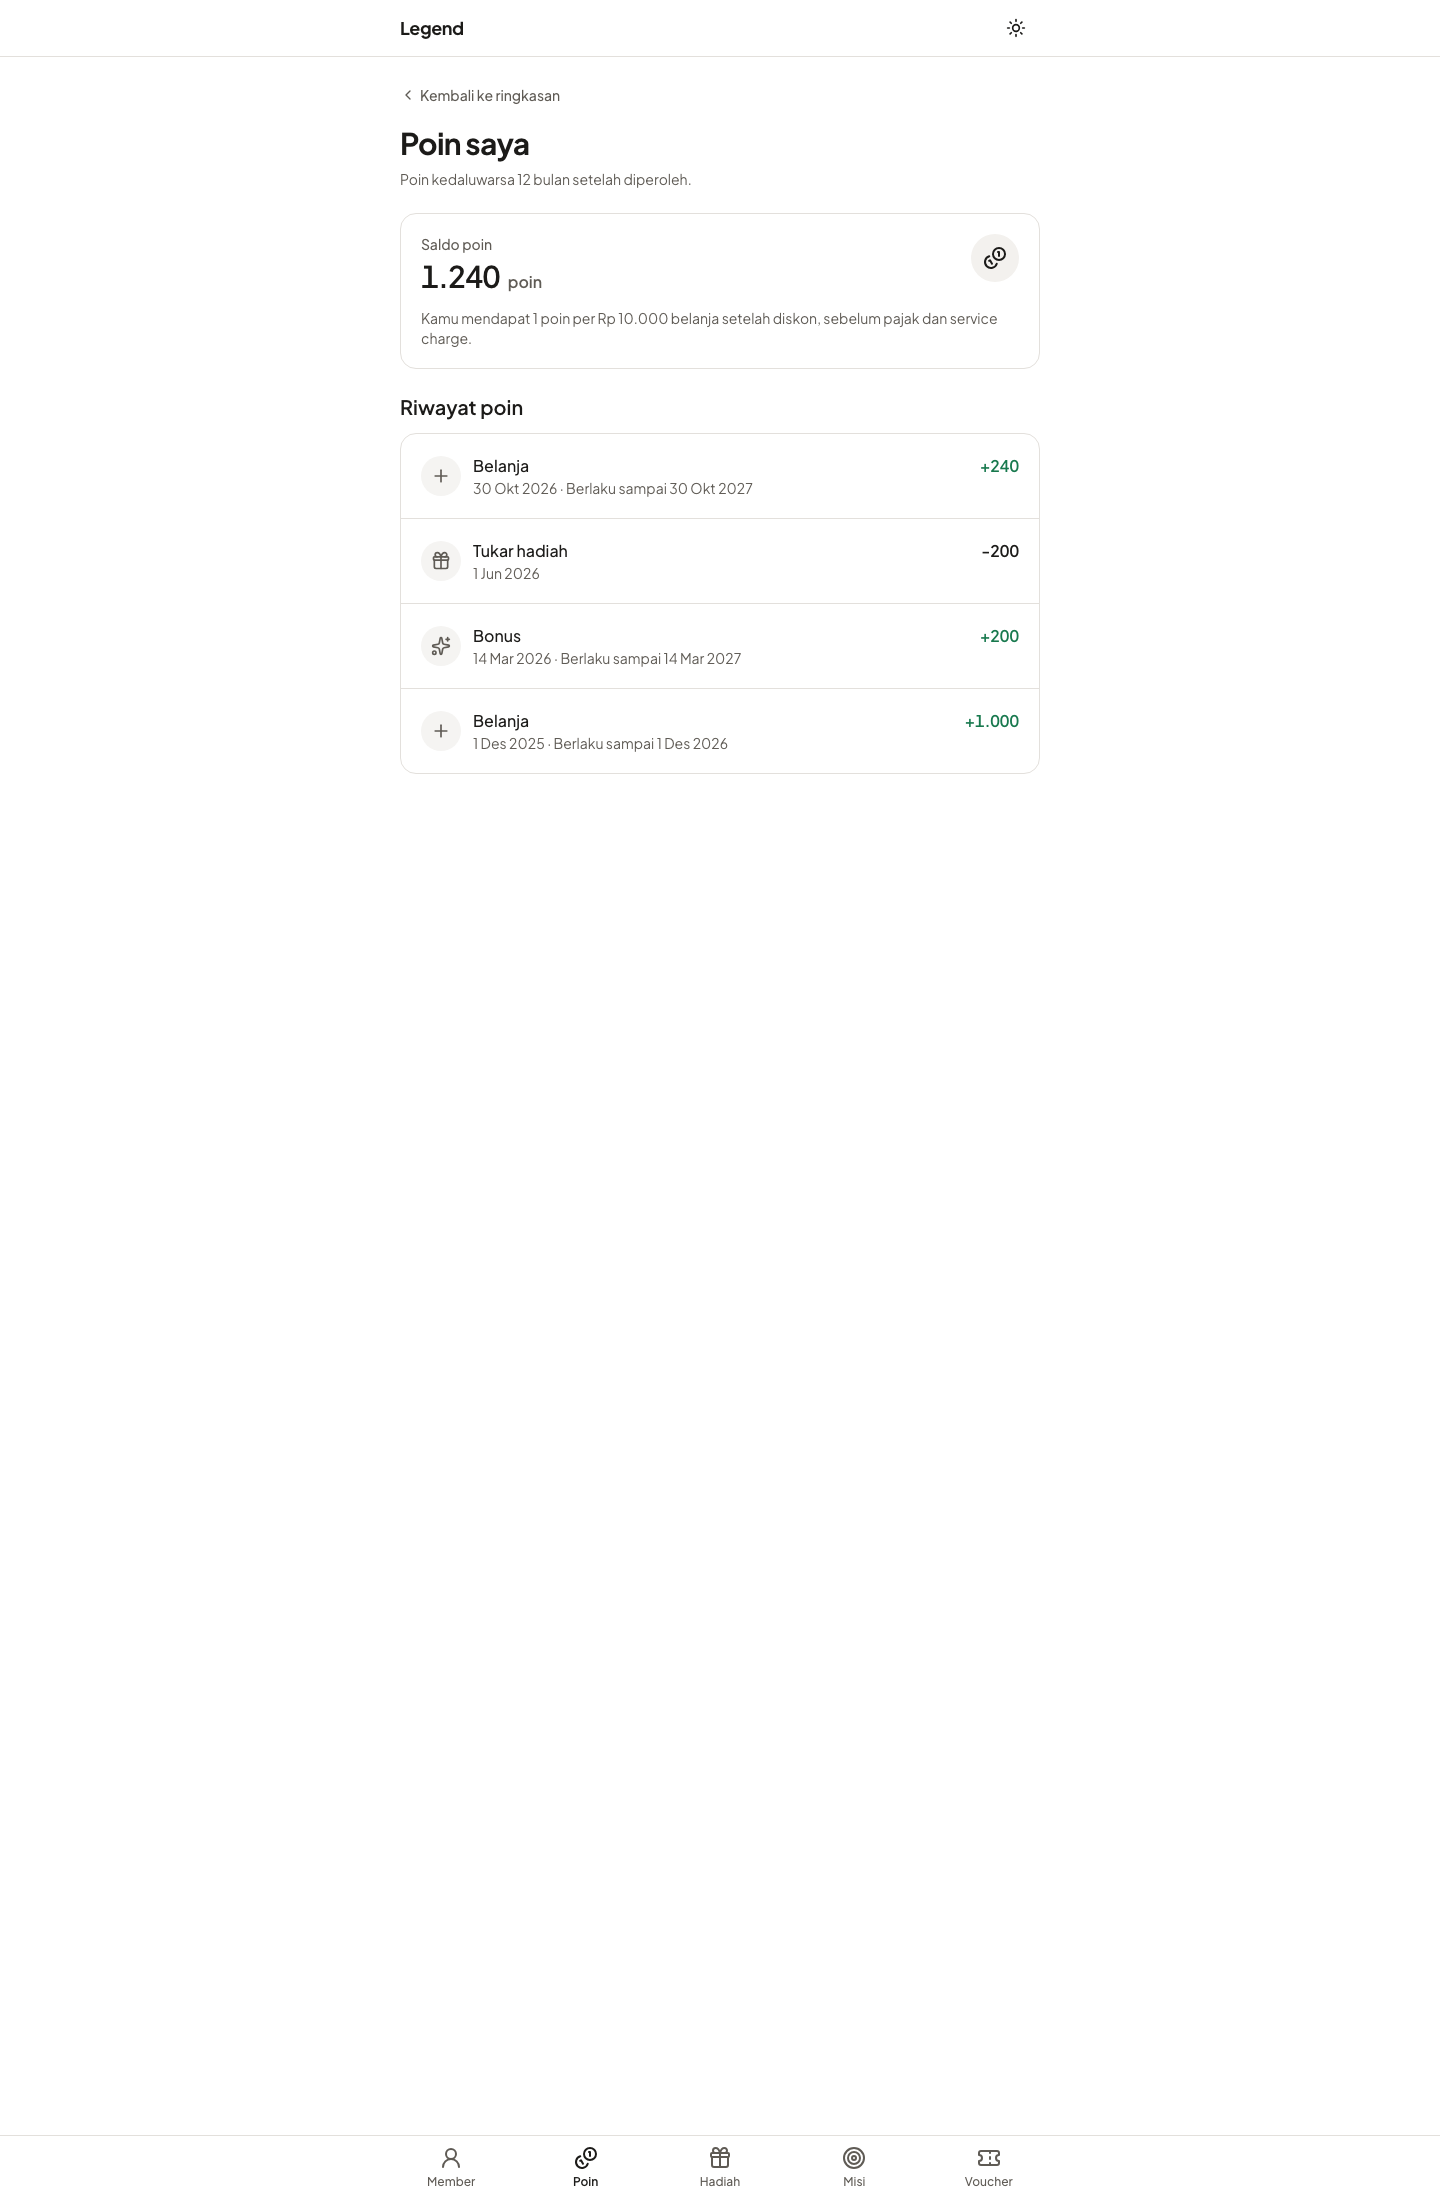 Legend
Kembali ke ringkasan
Poin saya
Poin kedaluwarsa 12 bulan setelah diperoleh.
Saldo poin
1.240 poin
Kamu mendapat 1 poin per Rp 10.000 belanja setelah diskon, sebelum pajak dan service
charge.
Riwayat poin
Belanja +240
30 Okt 2026 · Berlaku sampai 30 Okt 2027
Tukar hadiah -200
1 Jun 2026
Bonus +200
14 Mar 2026 · Berlaku sampai 14 Mar 2027
Belanja +1.000
1 Des 2025 · Berlaku sampai 1 Des 2026
Member Poin Hadiah Misi Voucher